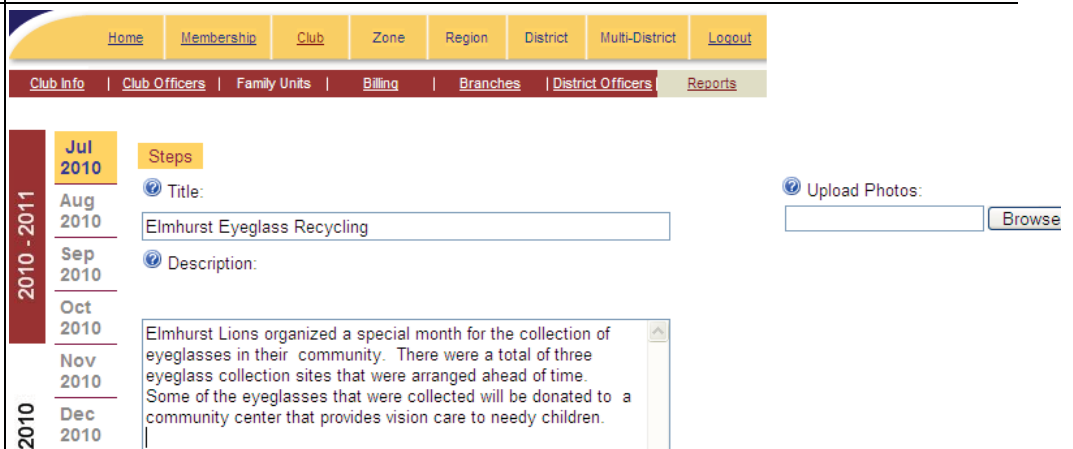 Home Membership Club Zone Region District Multi-District Logout
Club Info | Club Officers | Family Units | Billing | Branches | District Officers | Reports
2010 - 2011
2010
Jul
2010
Aug
2010
Sep
2010
Oct
2010
Nov
2010
Dec
2010
Steps
Title:
Elmhurst Eyeglass Recycling
Description:
Elmhurst Lions organized a special month for the collection of
eyeglasses in their community. There were a total of three
eyeglass collection sites that were arranged ahead of time.
Some of the eyeglasses that were collected will be donated to a
community center that provides vision care to needy children.
Upload Photos:
Browse